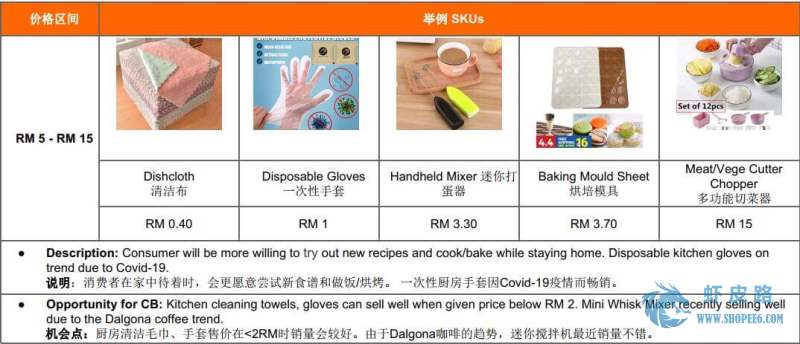 价格区间
举例 SKUs
RM 5 - RM 15
Set of 12pcs
4.4
16
Dishcloth
清洁布
Disposable Gloves
一次性手套
Handheld Mixer 迷你打
蛋器
Baking Mould Sheet
烘培模具
Meat/Vege Cutter
Chopper
多功能切菜器
RM 0.40
RM 1
RM 3.30
RM 3.70
RM 15
● Description: Consumer will be more willing to try out new recipes and cook/bake while staying home. Disposable kitchen gloves on
trend due to Covid-19.
说明：消费者在家中待着时，会更愿意尝试新食谱和做饭/烘烤。 一次性厨房手套因Covid-19疫情而畅销。
● Opportunity for CB: Kitchen cleaning towels, gloves can sell well when given price below RM 2. Mini Whisk Mixer recently selling well
due to the Dalgona coffee trend.
机会点：厨房清洁毛巾、手套售价在<2RM时销量会较好。由于Dalgona咖啡的趋势，迷你搅拌机最近销量不错。
虾皮路
WWW.SHOPEE6.COM